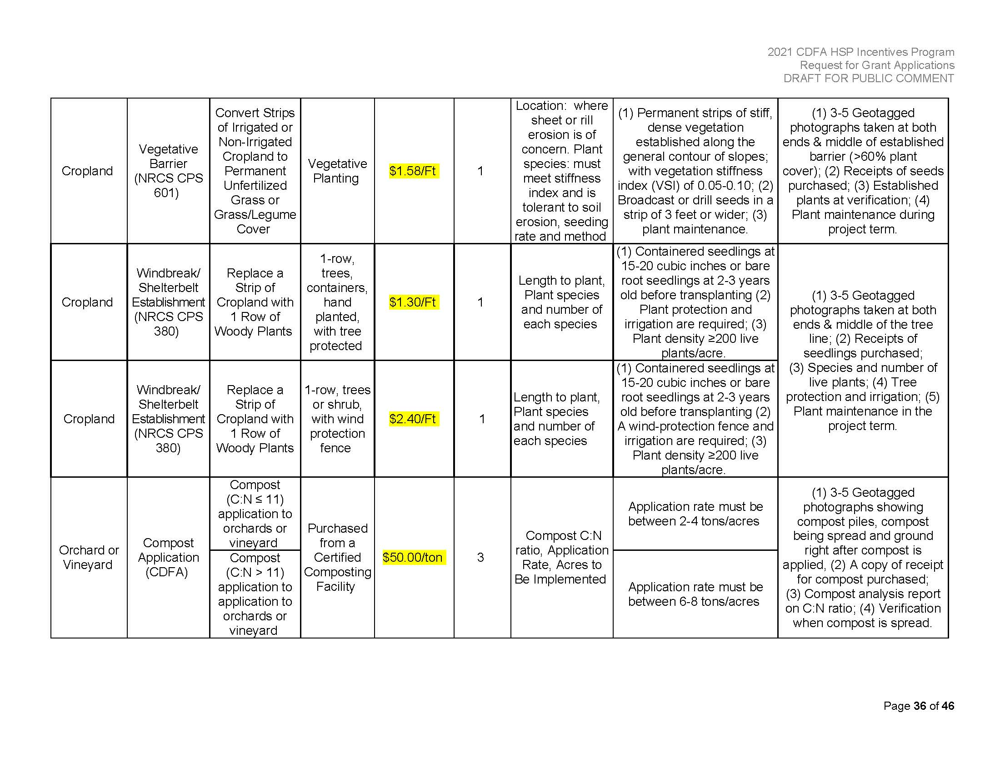 2021 CDFA HSP Incentives Program
Request for Grant Applications
DRAFT FOR PUBLIC COMMENT
Cropland
Vegetative
Barrier
(NRCS CPS
601)
Convert Strips
of Irrigated or
Non-Irrigated
Cropland to
Permanent
Unfertilized
Grass or
Grass/Legume
Cover
Vegetative
Planting
$1.58/Ft
1
Location:  where
sheet or rill
erosion is of
concern. Plant
species: must
meet stiffness
index and is
tolerant to soil
erosion, seeding
rate and method
(1) Permanent strips of stiff,
dense vegetation
established along the
general contour of slopes;
with vegetation stiffness
index (VSI) of 0.05-0.10; (2)
Broadcast or drill seeds in a
strip of 3 feet or wider; (3)
plant maintenance.
(1) 3-5 Geotagged
photographs taken at both
ends & middle of established
barrier (>60% plant
cover); (2) Receipts of seeds
purchased; (3) Established
plants at verification; (4)
Plant maintenance during
project term.
Cropland
Windbreak/
Shelterbelt
Establishment
(NRCS CPS
380)
Replace a
Strip of
Cropland with
1 Row of
Woody Plants
1-row,
trees,
containers,
hand
planted,
with tree
protected
$1.30/Ft
1
Length to plant,
Plant species
and number of
each species
(1) Containered seedlings at
15-20 cubic inches or bare
root seedlings at 2-3 years
old before transplanting (2)
Plant protection and
irrigation are required; (3)
Plant density ≥200 live
plants/acre.
(1) 3-5 Geotagged
photographs taken at both
ends & middle of the tree
line; (2) Receipts of
seedlings purchased;
(3) Species and number of
live plants; (4) Tree
protection and irrigation; (5)
Plant maintenance in the
project term.
Cropland
Windbreak/
Shelterbelt
Establishment
(NRCS CPS
380)
Replace a
Strip of
Cropland with
1 Row of
Woody Plants
1-row, trees
or shrub,
with wind
protection
fence
$2.40/Ft
1
Length to plant,
Plant species
and number of
each species
(1) Containered seedlings at
15-20 cubic inches or bare
root seedlings at 2-3 years
old before transplanting (2)
A wind-protection fence and
irrigation are required; (3)
Plant density ≥200 live
plants/acre.
Orchard or
Vineyard
Compost
Application
(CDFA)
Compost
(C:N ≤ 11)
application to
orchards or
vineyard
Compost
(C:N > 11)
application to
application to
orchards or
vineyard
Purchased
from a
Certified
Composting
Facility
$50.00/ton
3
Compost C:N
ratio, Application
Rate, Acres to
Be Implemented
Application rate must be
between 2-4 tons/acres
Application rate must be
between 6-8 tons/acres
(1) 3-5 Geotagged
photographs showing
compost piles, compost
being spread and ground
right after compost is
applied, (2) A copy of receipt
for compost purchased;
(3) Compost analysis report
on C:N ratio; (4) Verification
when compost is spread.
Page 36 of 46